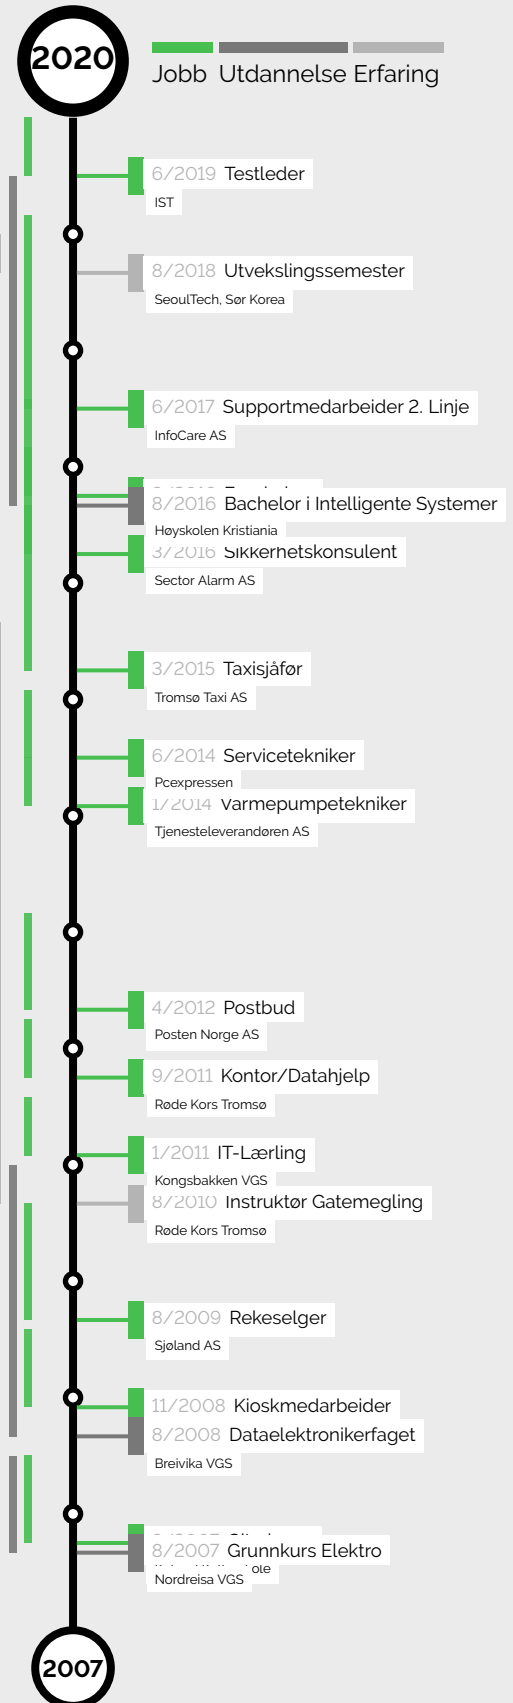 2020
Jobb Utdannelse Erfaring
6/2019 Testleder
IST
8/2018 Utvekslingssemester
SeoulTech, Sør Korea
6/2017 Supportmedarbeider 2. Linje
InfoCare AS
8/2016 Bachelor i Intelligente Systemer
Høyskolen Kristiania
3/2016 Sikkerhetskonsulent
Sector Alarm AS
3/2015 Taxisjåfør
Tromsø Taxi AS
6/2014 Servicetekniker
Pcexpressen
1/2014 Varmepumpetekniker
Tjenesteleverandøren AS
4/2012 Postbud
Posten Norge AS
9/2011 Kontor/Datahjelp
Røde Kors Tromsø
1/2011 IT-Lærling
Kongsbakken VGS
8/2010 Instruktør Gatemegling
Røde Kors Tromsø
8/2009 Rekeselger
Sjøland AS
11/2008 Kioskmedarbeider
8/2008 Dataelektronikerfaget
Breivika VGS
8/2007 Grunnkurs Elektro
Nordreisa VGS
2007